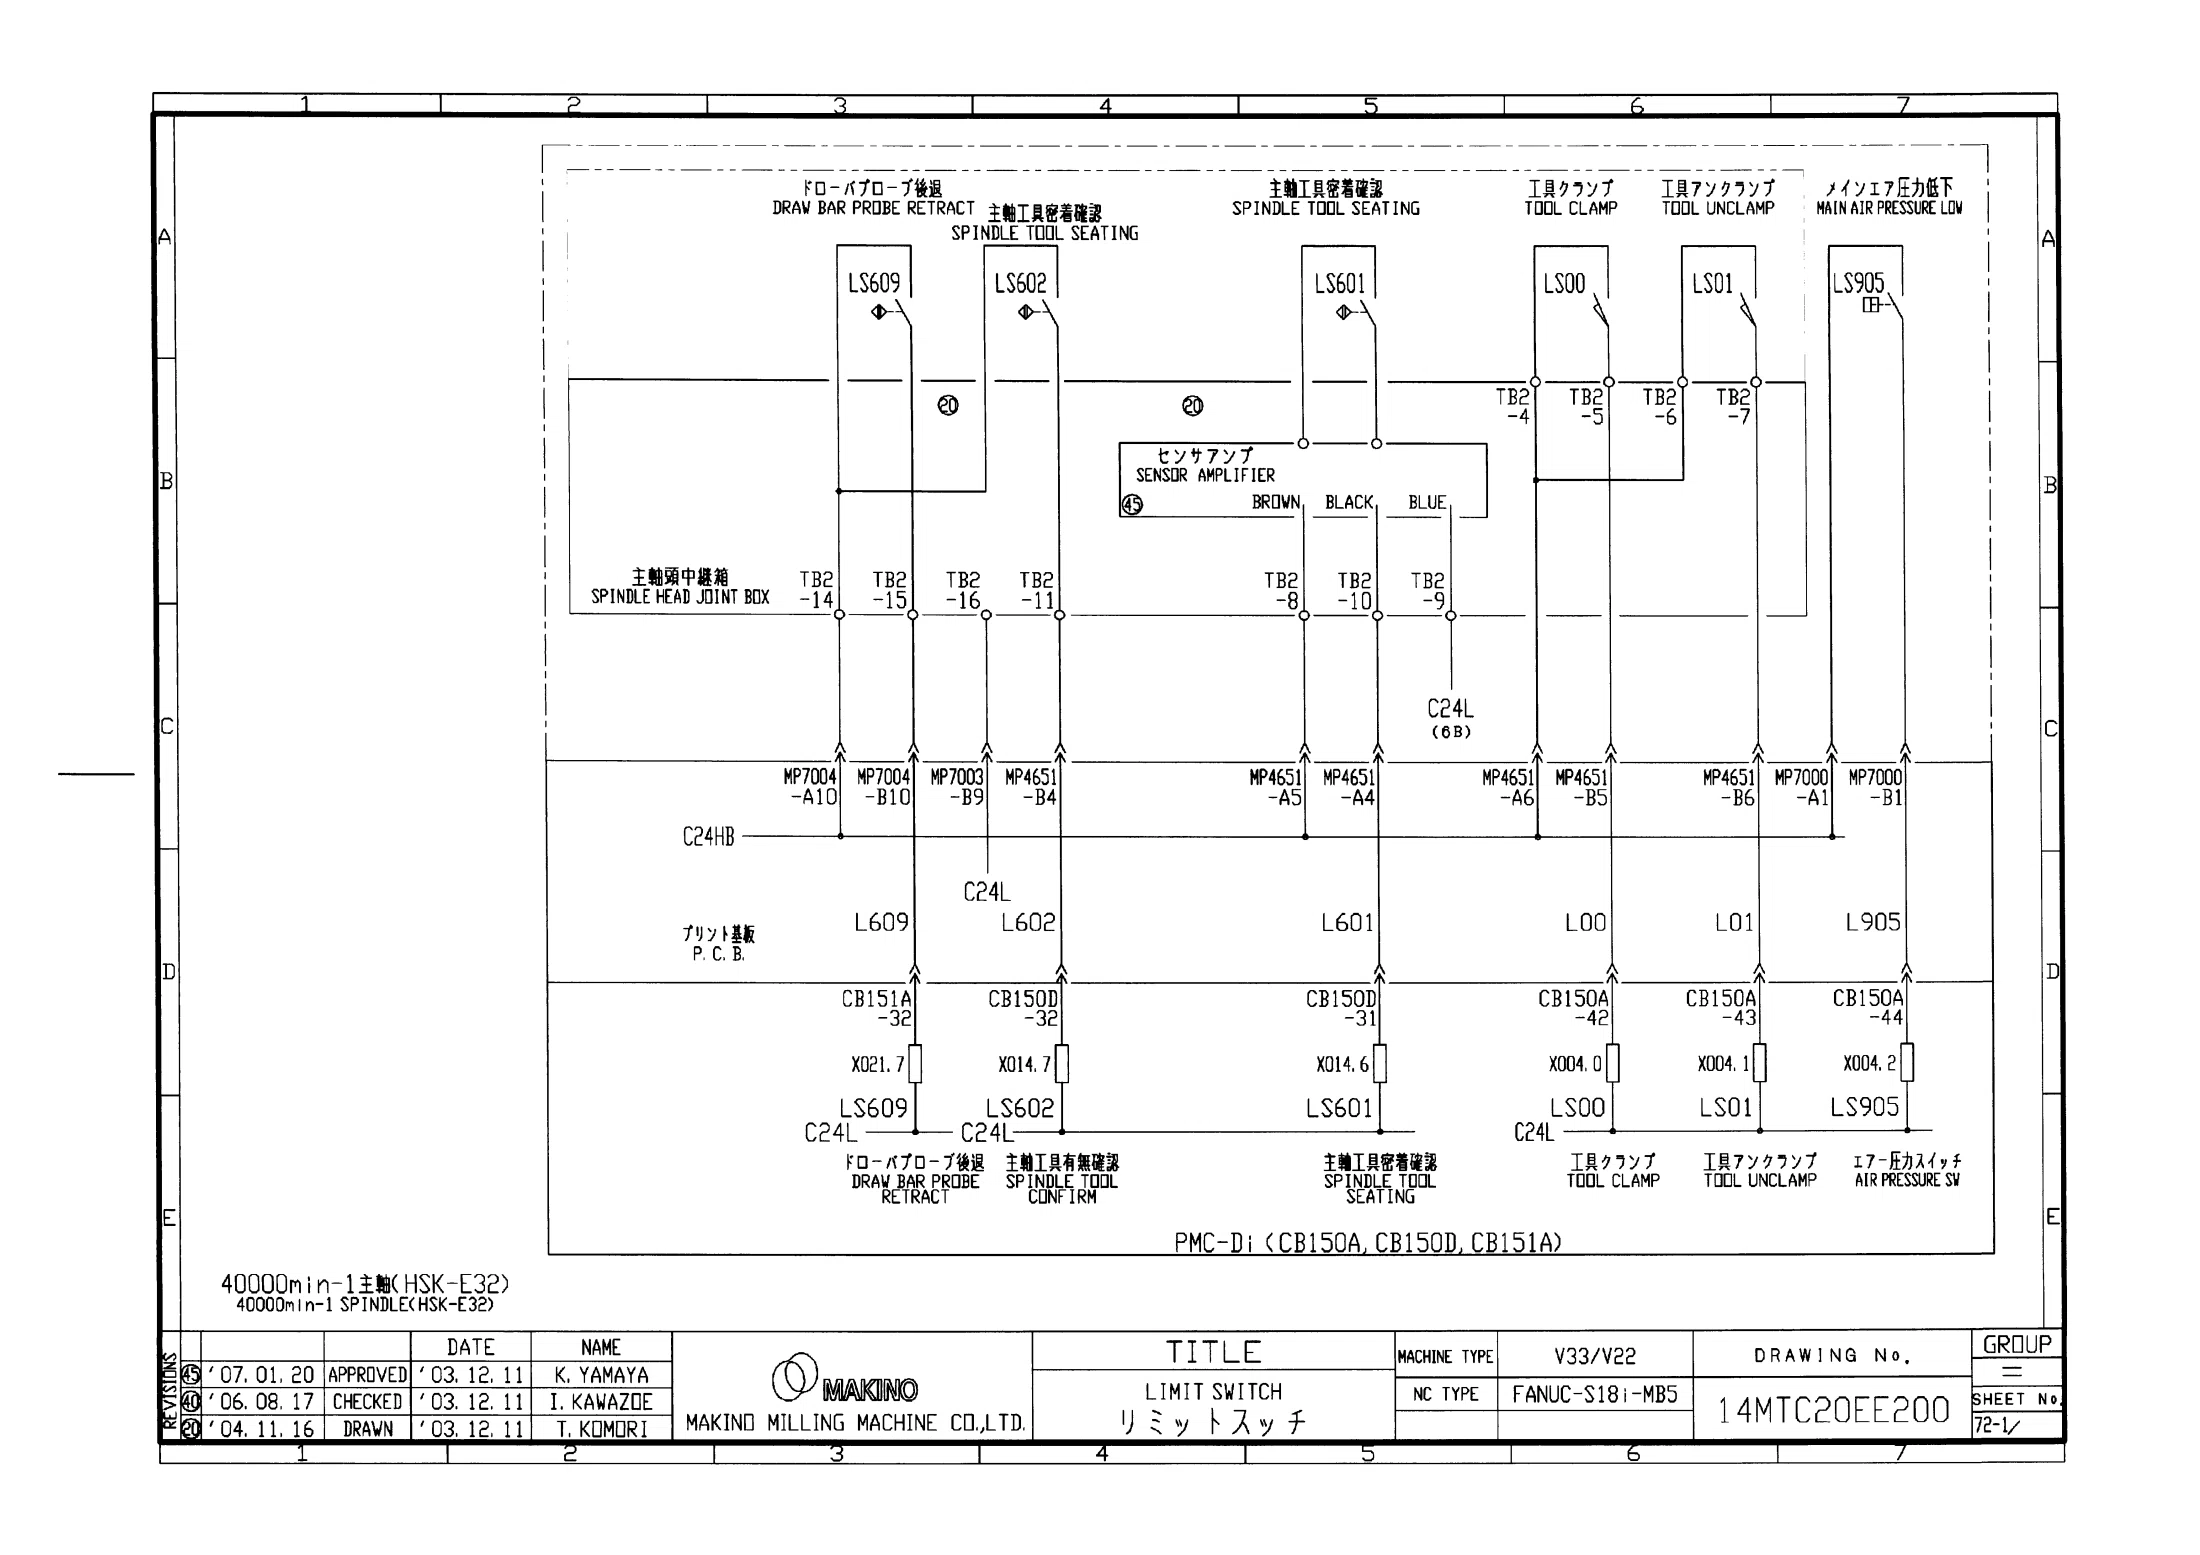 1 2 3 4 5 6 7
ドローバプローブ後退
DRAW BAR PROBE RETRACT
主軸工具密着確認
SPINDLE TOOL SEATING
主軸工具密着確認
SPINDLE TOOL SEATING
工具クランプ
TOOL CLAMP
工具アンクランプ
TOOL UNCLAMP
メインエア圧力低下
MAIN AIR PRESSURE LOW
A A
LS609 LS602 LS601 LS00 LS01 LS905
20 20
TB2 -4
TB2 -5
TB2 -6
TB2 -7
センサアンプ
SENSOR AMPLIFIER
45
BROWN BLACK BLUE
B B
主軸頭中継箱
SPINDLE HEAD JOINT BOX
TB2 -14
TB2 -15
TB2 -16
TB2 -11
TB2 -8
TB2 -10
TB2 -9
C24L
(6B)
C C
MP7004 -A10
MP7004 -B10
MP7003 -B9
MP4651 -B4
MP4651 -A5
MP4651 -A4
MP4651 -A6
MP4651 -B5
MP4651 -B6
MP7000 -A1
MP7000 -B1
C24HB
C24L
L609 L602 L601 L00 L01 L905
プリント基板
P. C. B.
D D
CB151A -32
CB150D -32
CB150D -31
CB150A -42
CB150A -43
CB150A -44
X021.7 X014.7 X014.6 X004.0 X004.1 X004.2
LS609 LS602 LS601 LS00 LS01 LS905
C24L C24L C24L
ドローバプローブ後退
DRAW BAR PROBE
RETRACT
主軸工具有無確認
SPINDLE TOOL
CONFIRM
主軸工具密着確認
SPINDLE TOOL
SEATING
工具クランプ
TOOL CLAMP
工具アンクランプ
TOOL UNCLAMP
エアー圧力スイッチ
AIR PRESSURE SW
E E
PMC-Di (CB150A, CB150D, CB151A)
40000min-1主軸(HSK-E32)
40000min-1 SPINDLE(HSK-E32)
REVISIONS
DATE NAME
45 '07. 01. 20 APPROVED '03. 12. 11 K. YAMAYA
40 '06. 08. 17 CHECKED '03. 12. 11 I. KAWAZOE
20 '04. 11. 16 DRAWN '03. 12. 11 T. KOMORI
MAKINO
MAKINO MILLING MACHINE CO.,LTD.
TITLE
LIMIT SWITCH
リミットスッチ
MACHINE TYPE V33/V22
NC TYPE FANUC-S18i-MB5
DRAWING No.
14MTC20EE200
GROUP
=
SHEET No.
72-1/
1 2 3 4 5 6 7